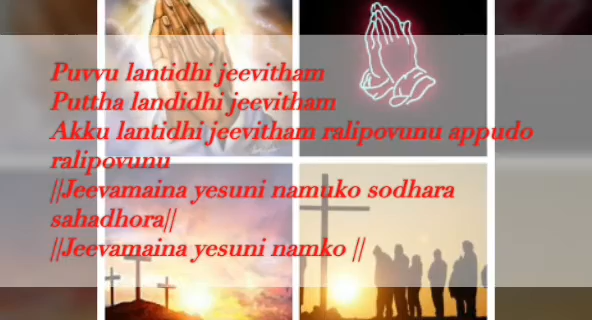 Puvvu lantidhi jeevitham
Puttha landidhi jeevitham
Akku lantidhi jeevitham ralipovunu appudo
ralipovunu
||Jeevamaina yesuni namuko sodhara
sahadhora||
||Jeevamaina yesuni namko ||